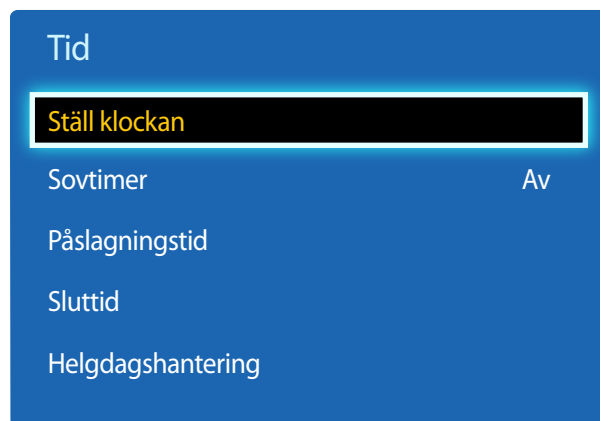 Tid
Ställ klockan
Sovtimer Av
Påslagningstid
Sluttid
Helgdagshantering